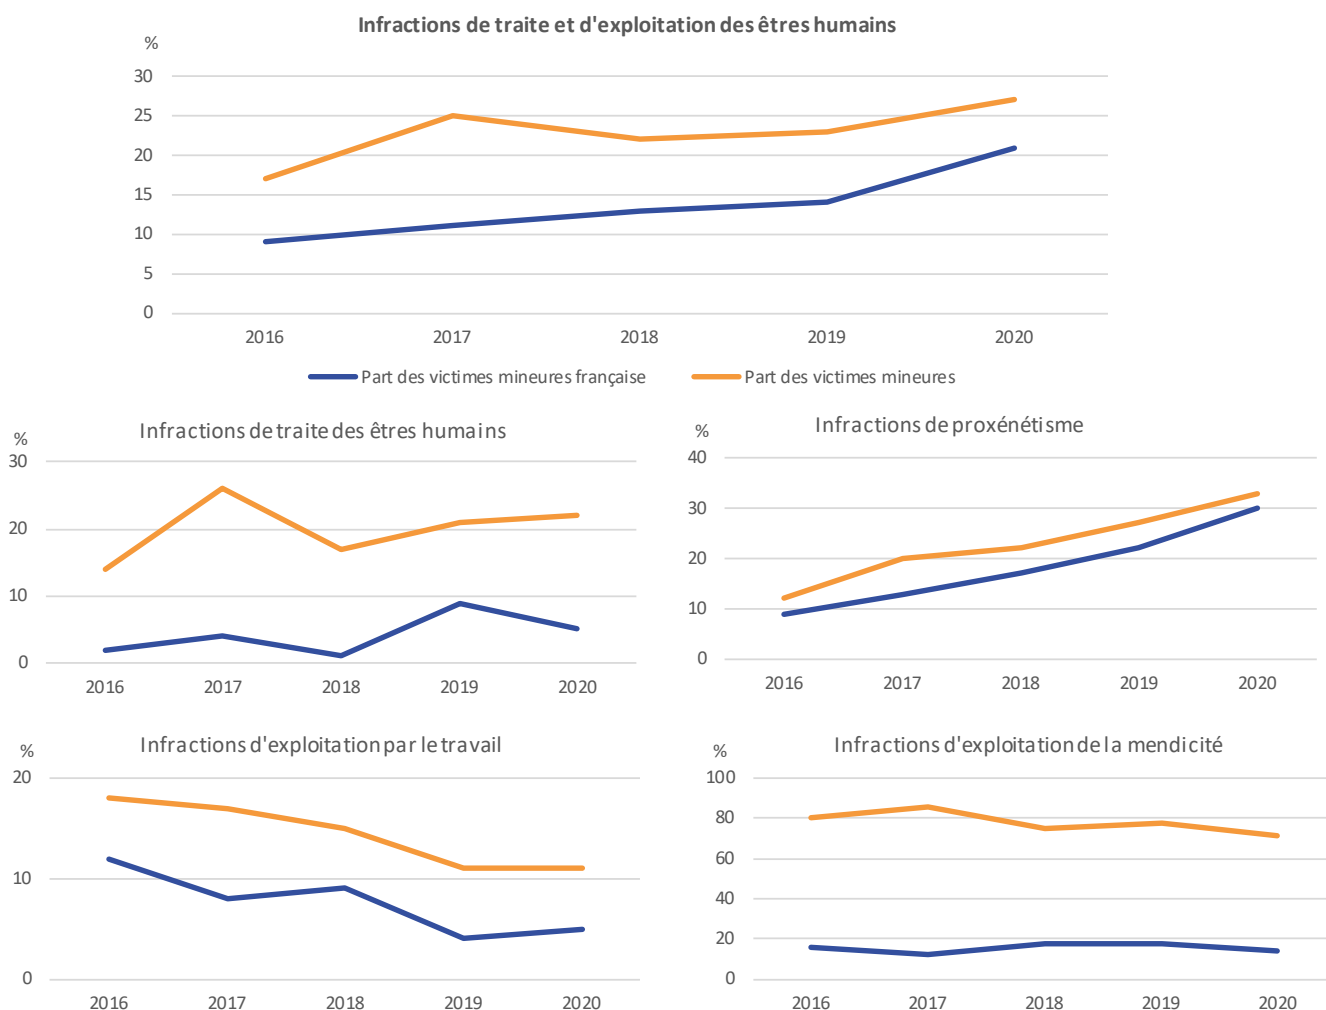 Infractions de traite et d'exploitation des êtres humains
%
30
25
20
15
10
5
0
2016 2017 2018 2019 2020
Part des victimes mineures française Part des victimes mineures
Infractions de traite des êtres humains
%
30
20
10
0
2016 2017 2018 2019 2020
Infractions de proxénétisme
%
40
30
20
10
0
2016 2017 2018 2019 2020
Infractions d'exploitation par le travail
%
20
10
0
2016 2017 2018 2019 2020
Infractions d'exploitation de la mendicité
%
100
80
60
40
20
0
2016 2017 2018 2019 2020